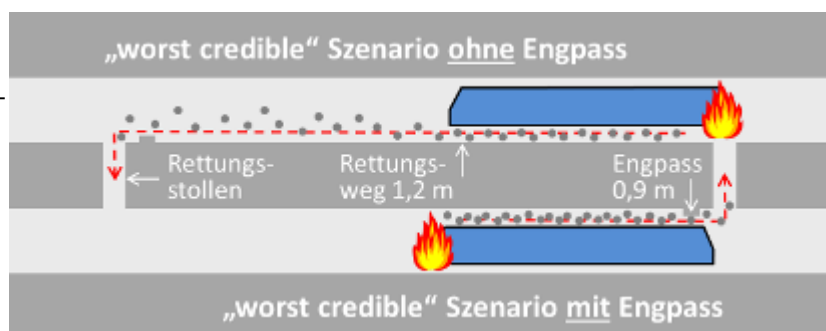 „worst credible“ Szenario ohne Engpass
Rettungs-
stollen
Rettungs-
weg 1,2 m
Engpass
0,9 m
„worst credible“ Szenario mit Engpass